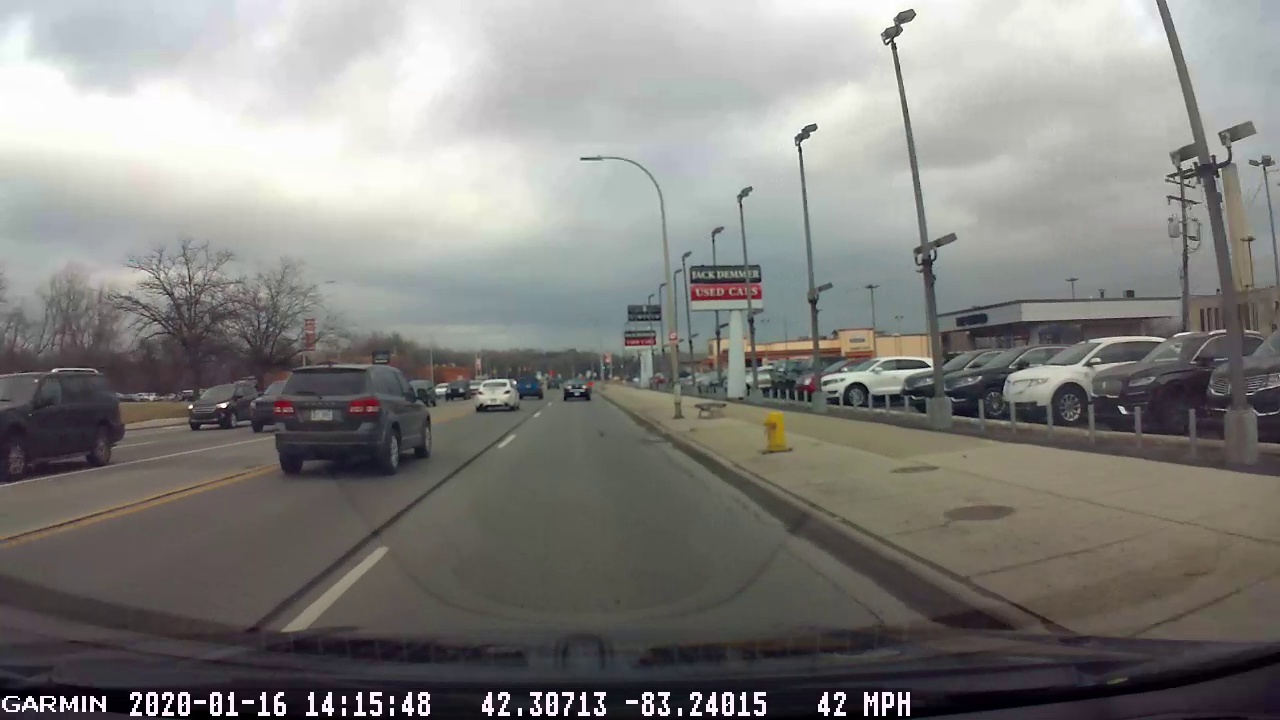 JACK DEMMER
USED CARS
GARMIN 2020-01-16 14:15:48 42.30713 -83.24015 42 MPH